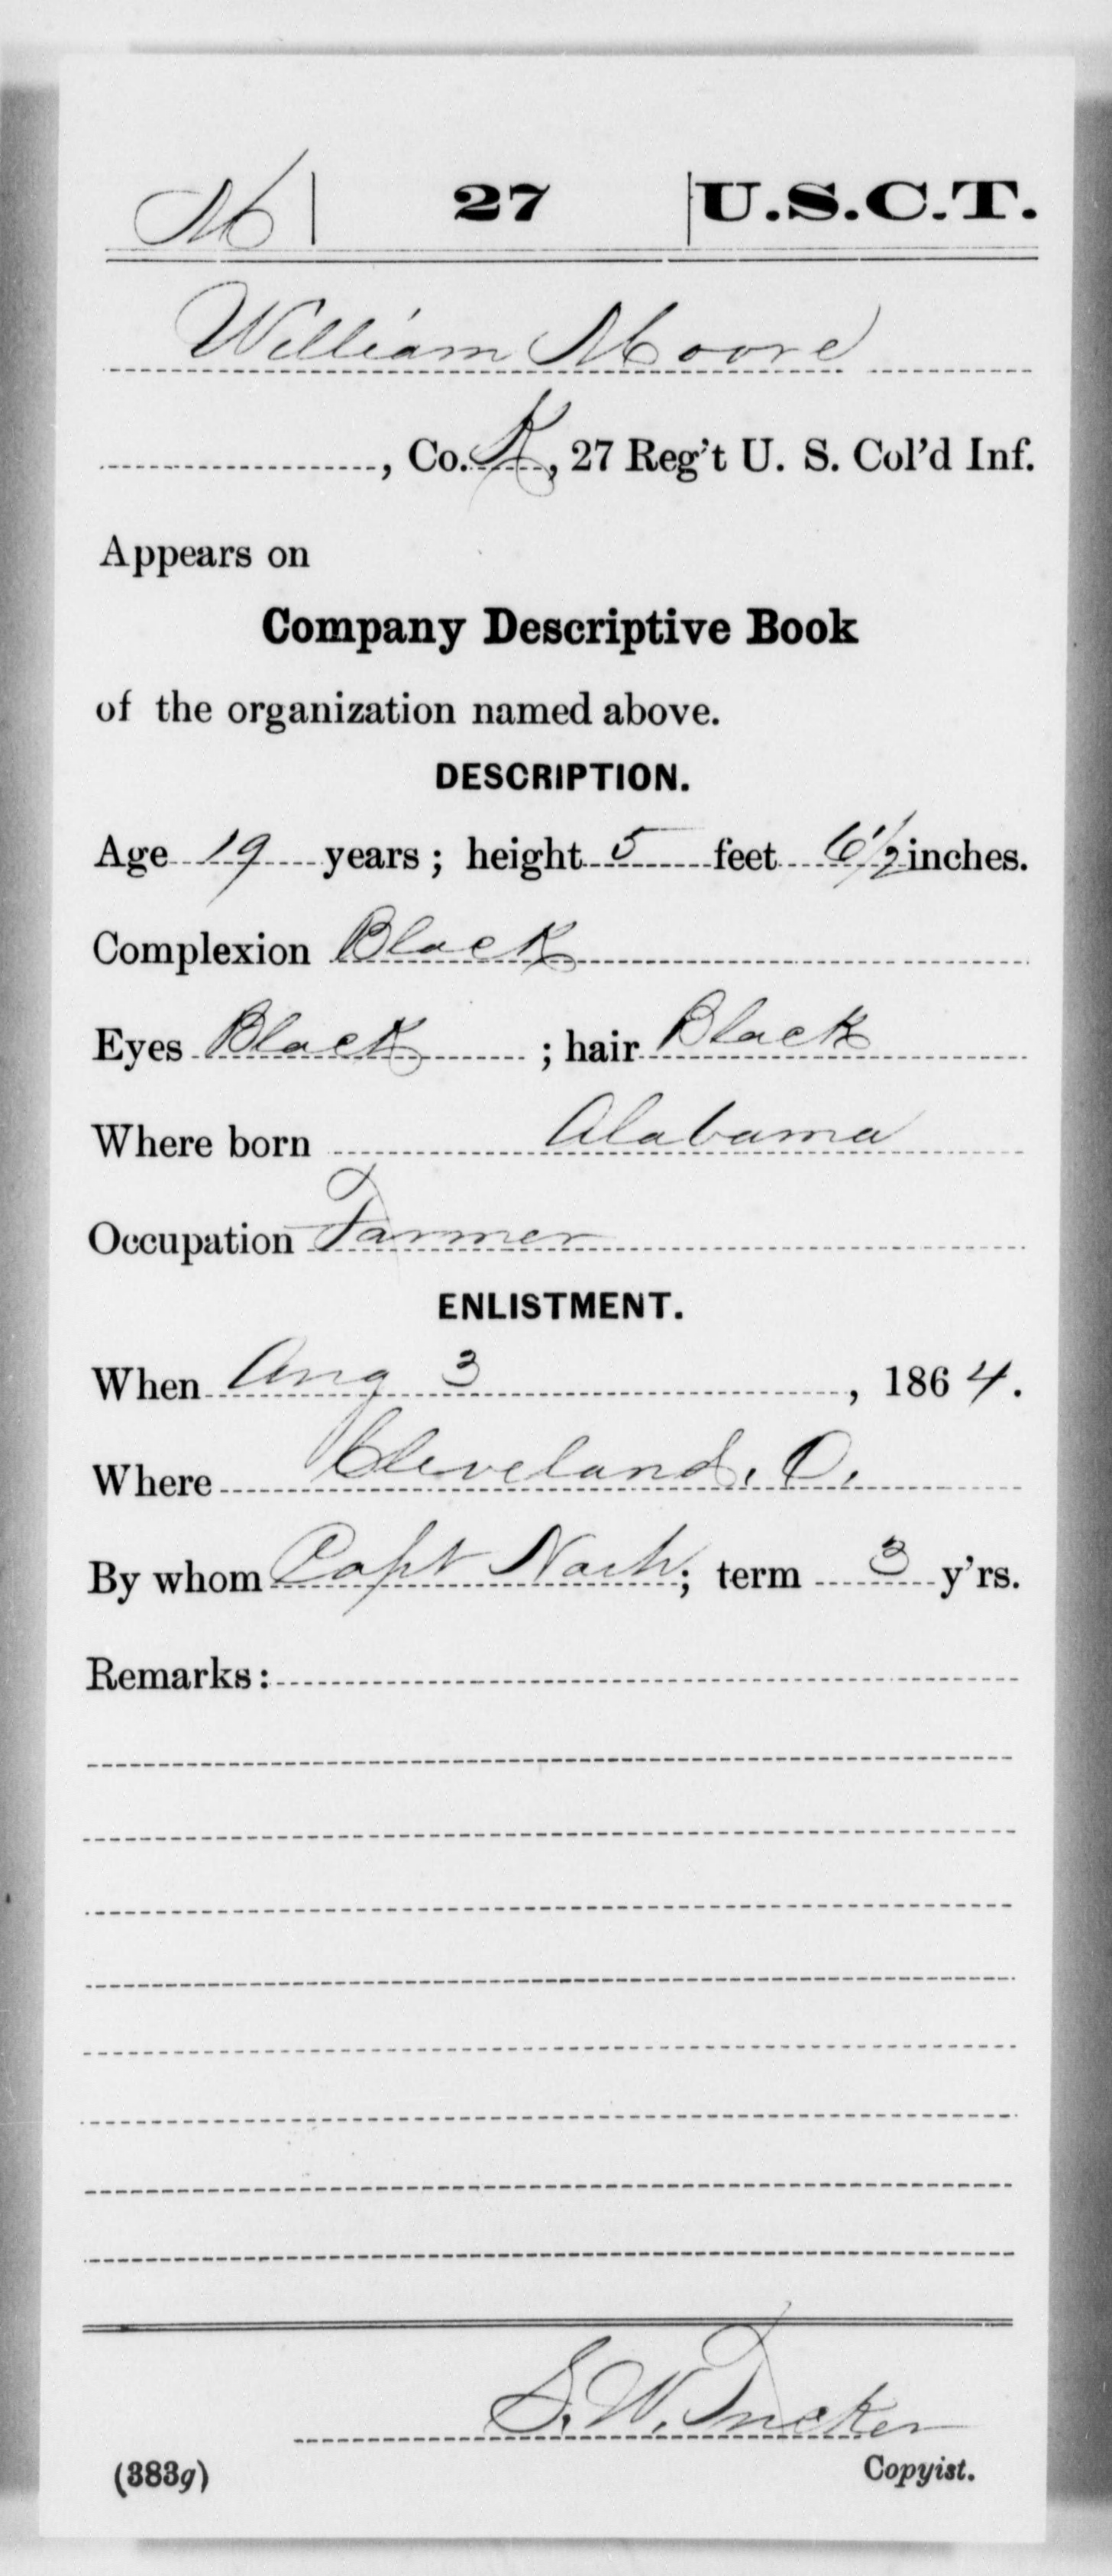 M | 27 | U.S.C.T.
William Moore
, Co. K, 27 Reg't U. S. Col'd Inf.
Appears on
Company Descriptive Book
of the organization named above.
DESCRIPTION.
Age 19 years; height 5 feet 6 1/2 inches.
Complexion Black
Eyes Black; hair Black
Where born Alabama
Occupation Farmer
ENLISTMENT.
When Aug 3, 1864.
Where Cleveland, O.
By whom Capt Nash; term 3 y'rs.
Remarks:
S. W. Tucker
Copyist.
(383g)